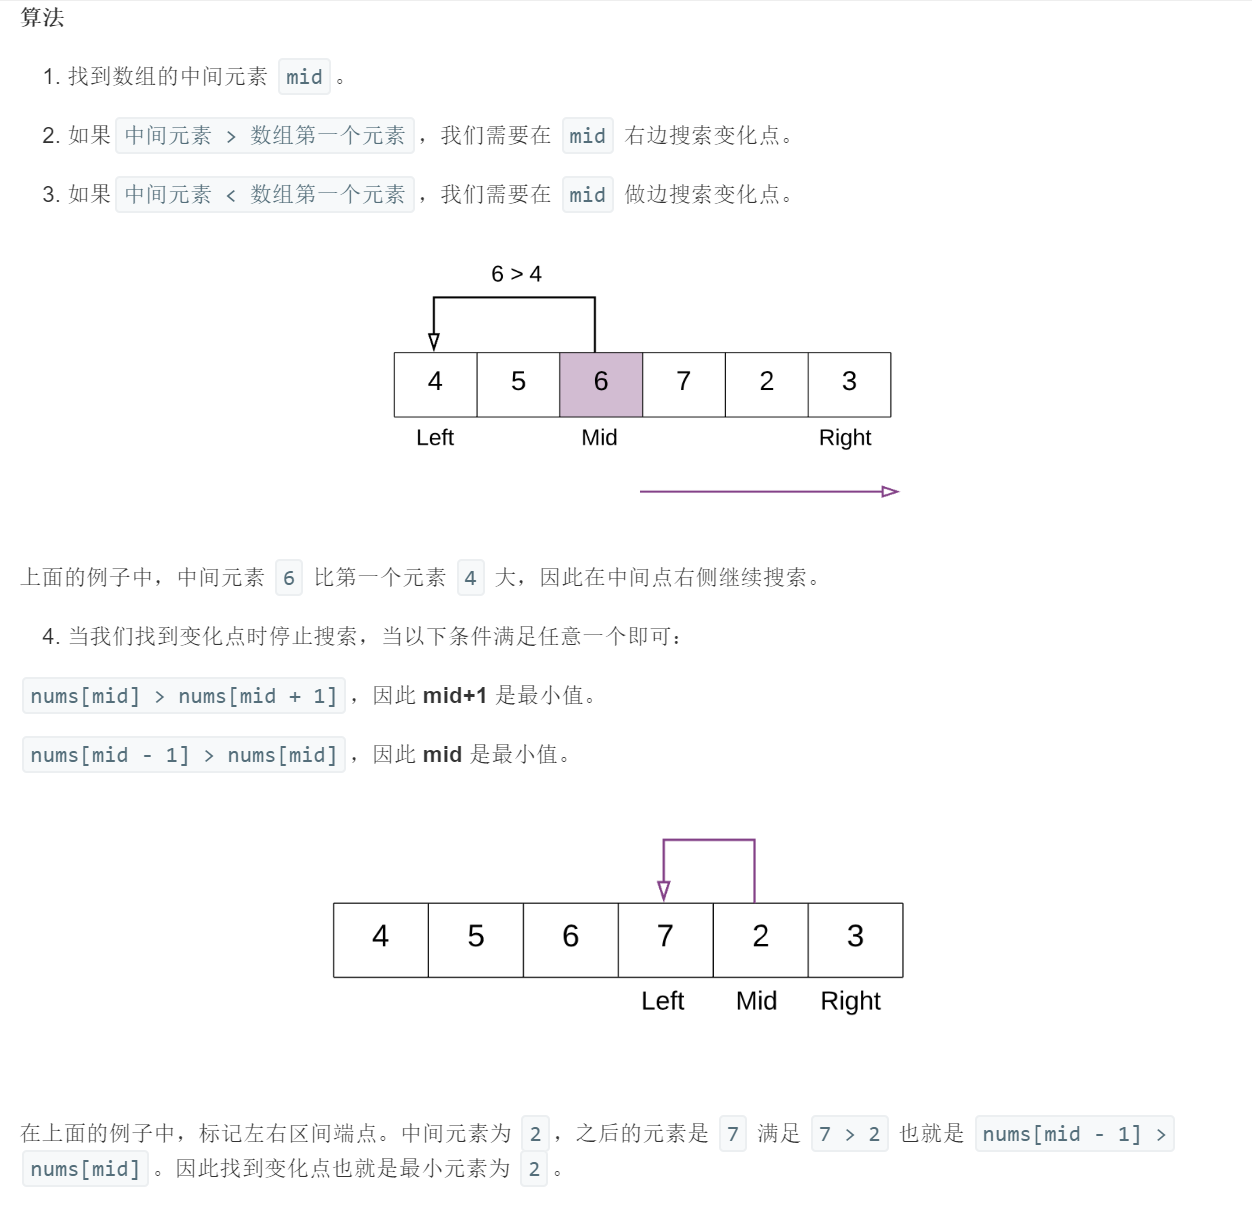 算法
1. 找到数组的中间元素 mid 。
2. 如果 中间元素 > 数组第一个元素 ，我们需要在 mid 右边搜索变化点。
3. 如果 中间元素 < 数组第一个元素 ，我们需要在 mid 做边搜索变化点。
6 > 4
4 5 6 7 2 3
Left Mid Right
上面的例子中，中间元素 6 比第一个元素 4 大，因此在中间点右侧继续搜索。
4. 当我们找到变化点时停止搜索，当以下条件满足任意一个即可：
nums[mid] > nums[mid + 1] ，因此 mid+1 是最小值。
nums[mid - 1] > nums[mid] ，因此 mid 是最小值。
4 5 6 7 2 3
Left Mid Right
在上面的例子中，标记左右区间端点。中间元素为 2 ，之后的元素是 7 满足 7 > 2 也就是 nums[mid - 1] >
nums[mid] 。因此找到变化点也就是最小元素为 2 。